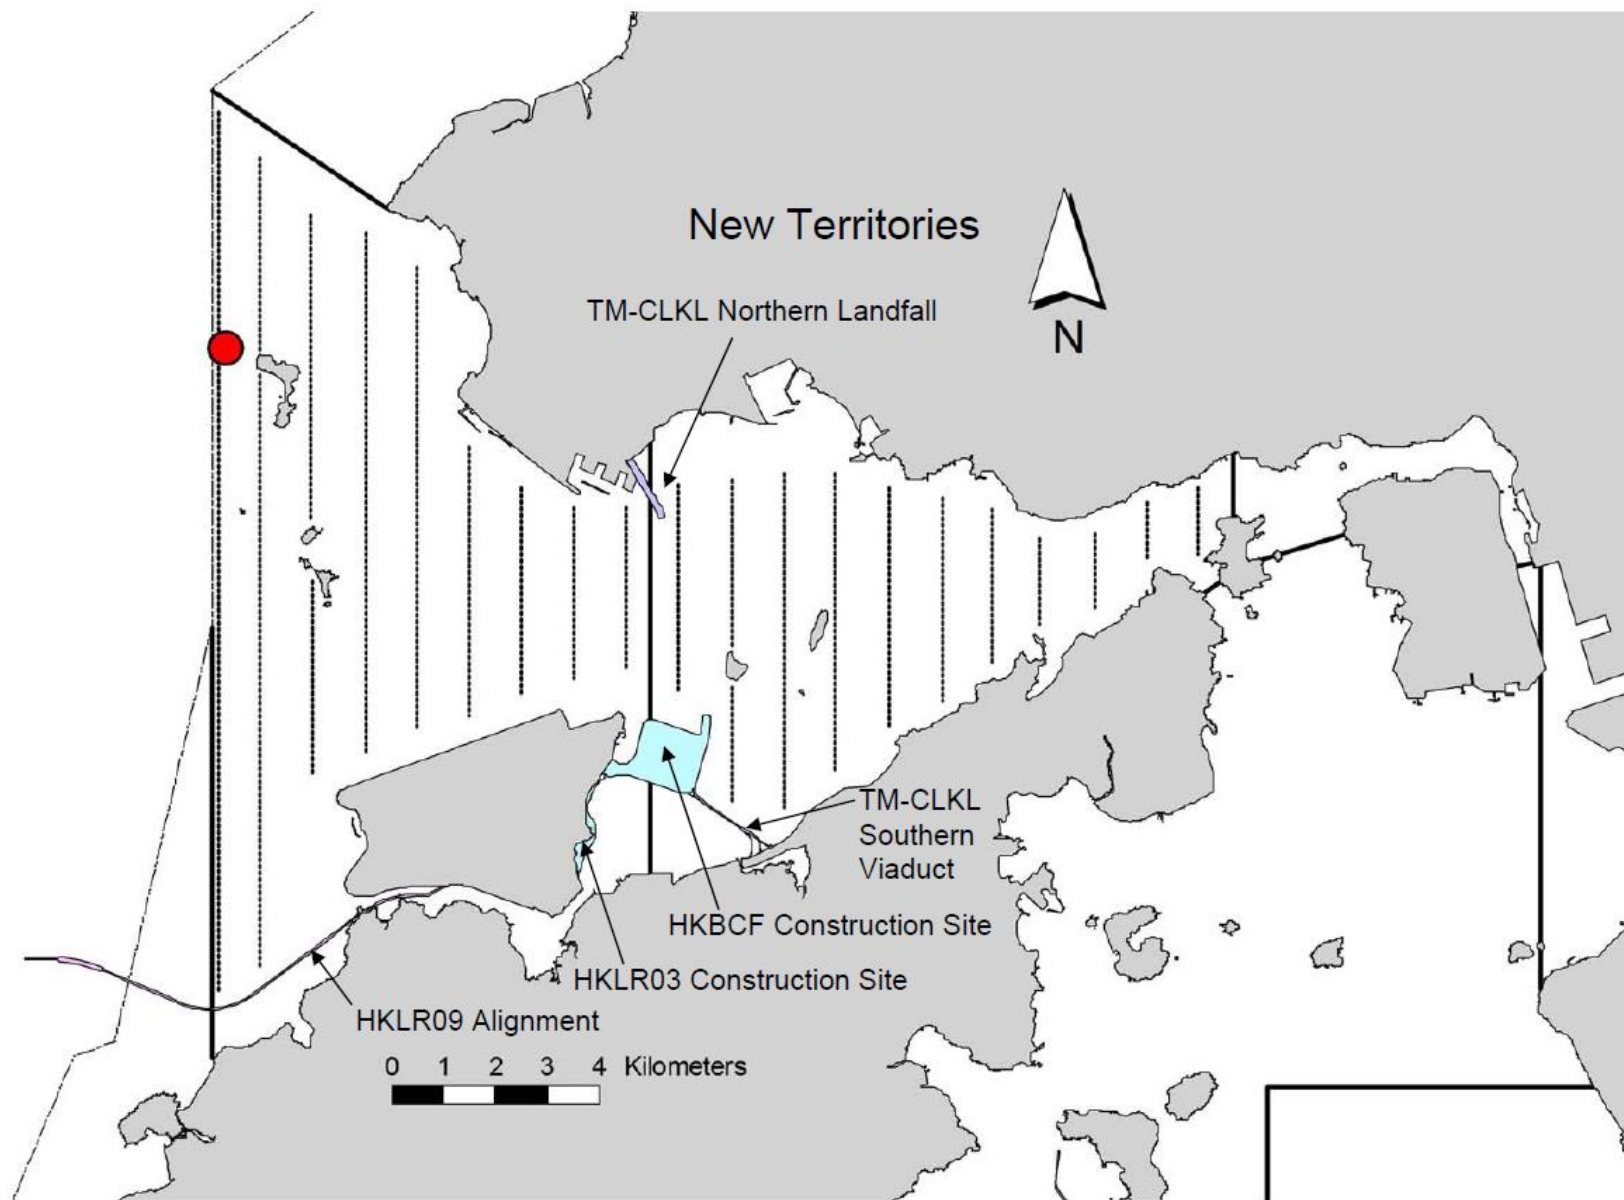 New Territories
TM-CLKL Northern Landfall
N
TM-CLKL
Southern
Viaduct
HKBCF Construction Site
HKLR03 Construction Site
HKLR09 Alignment
0 1 2 3 4 Kilometers